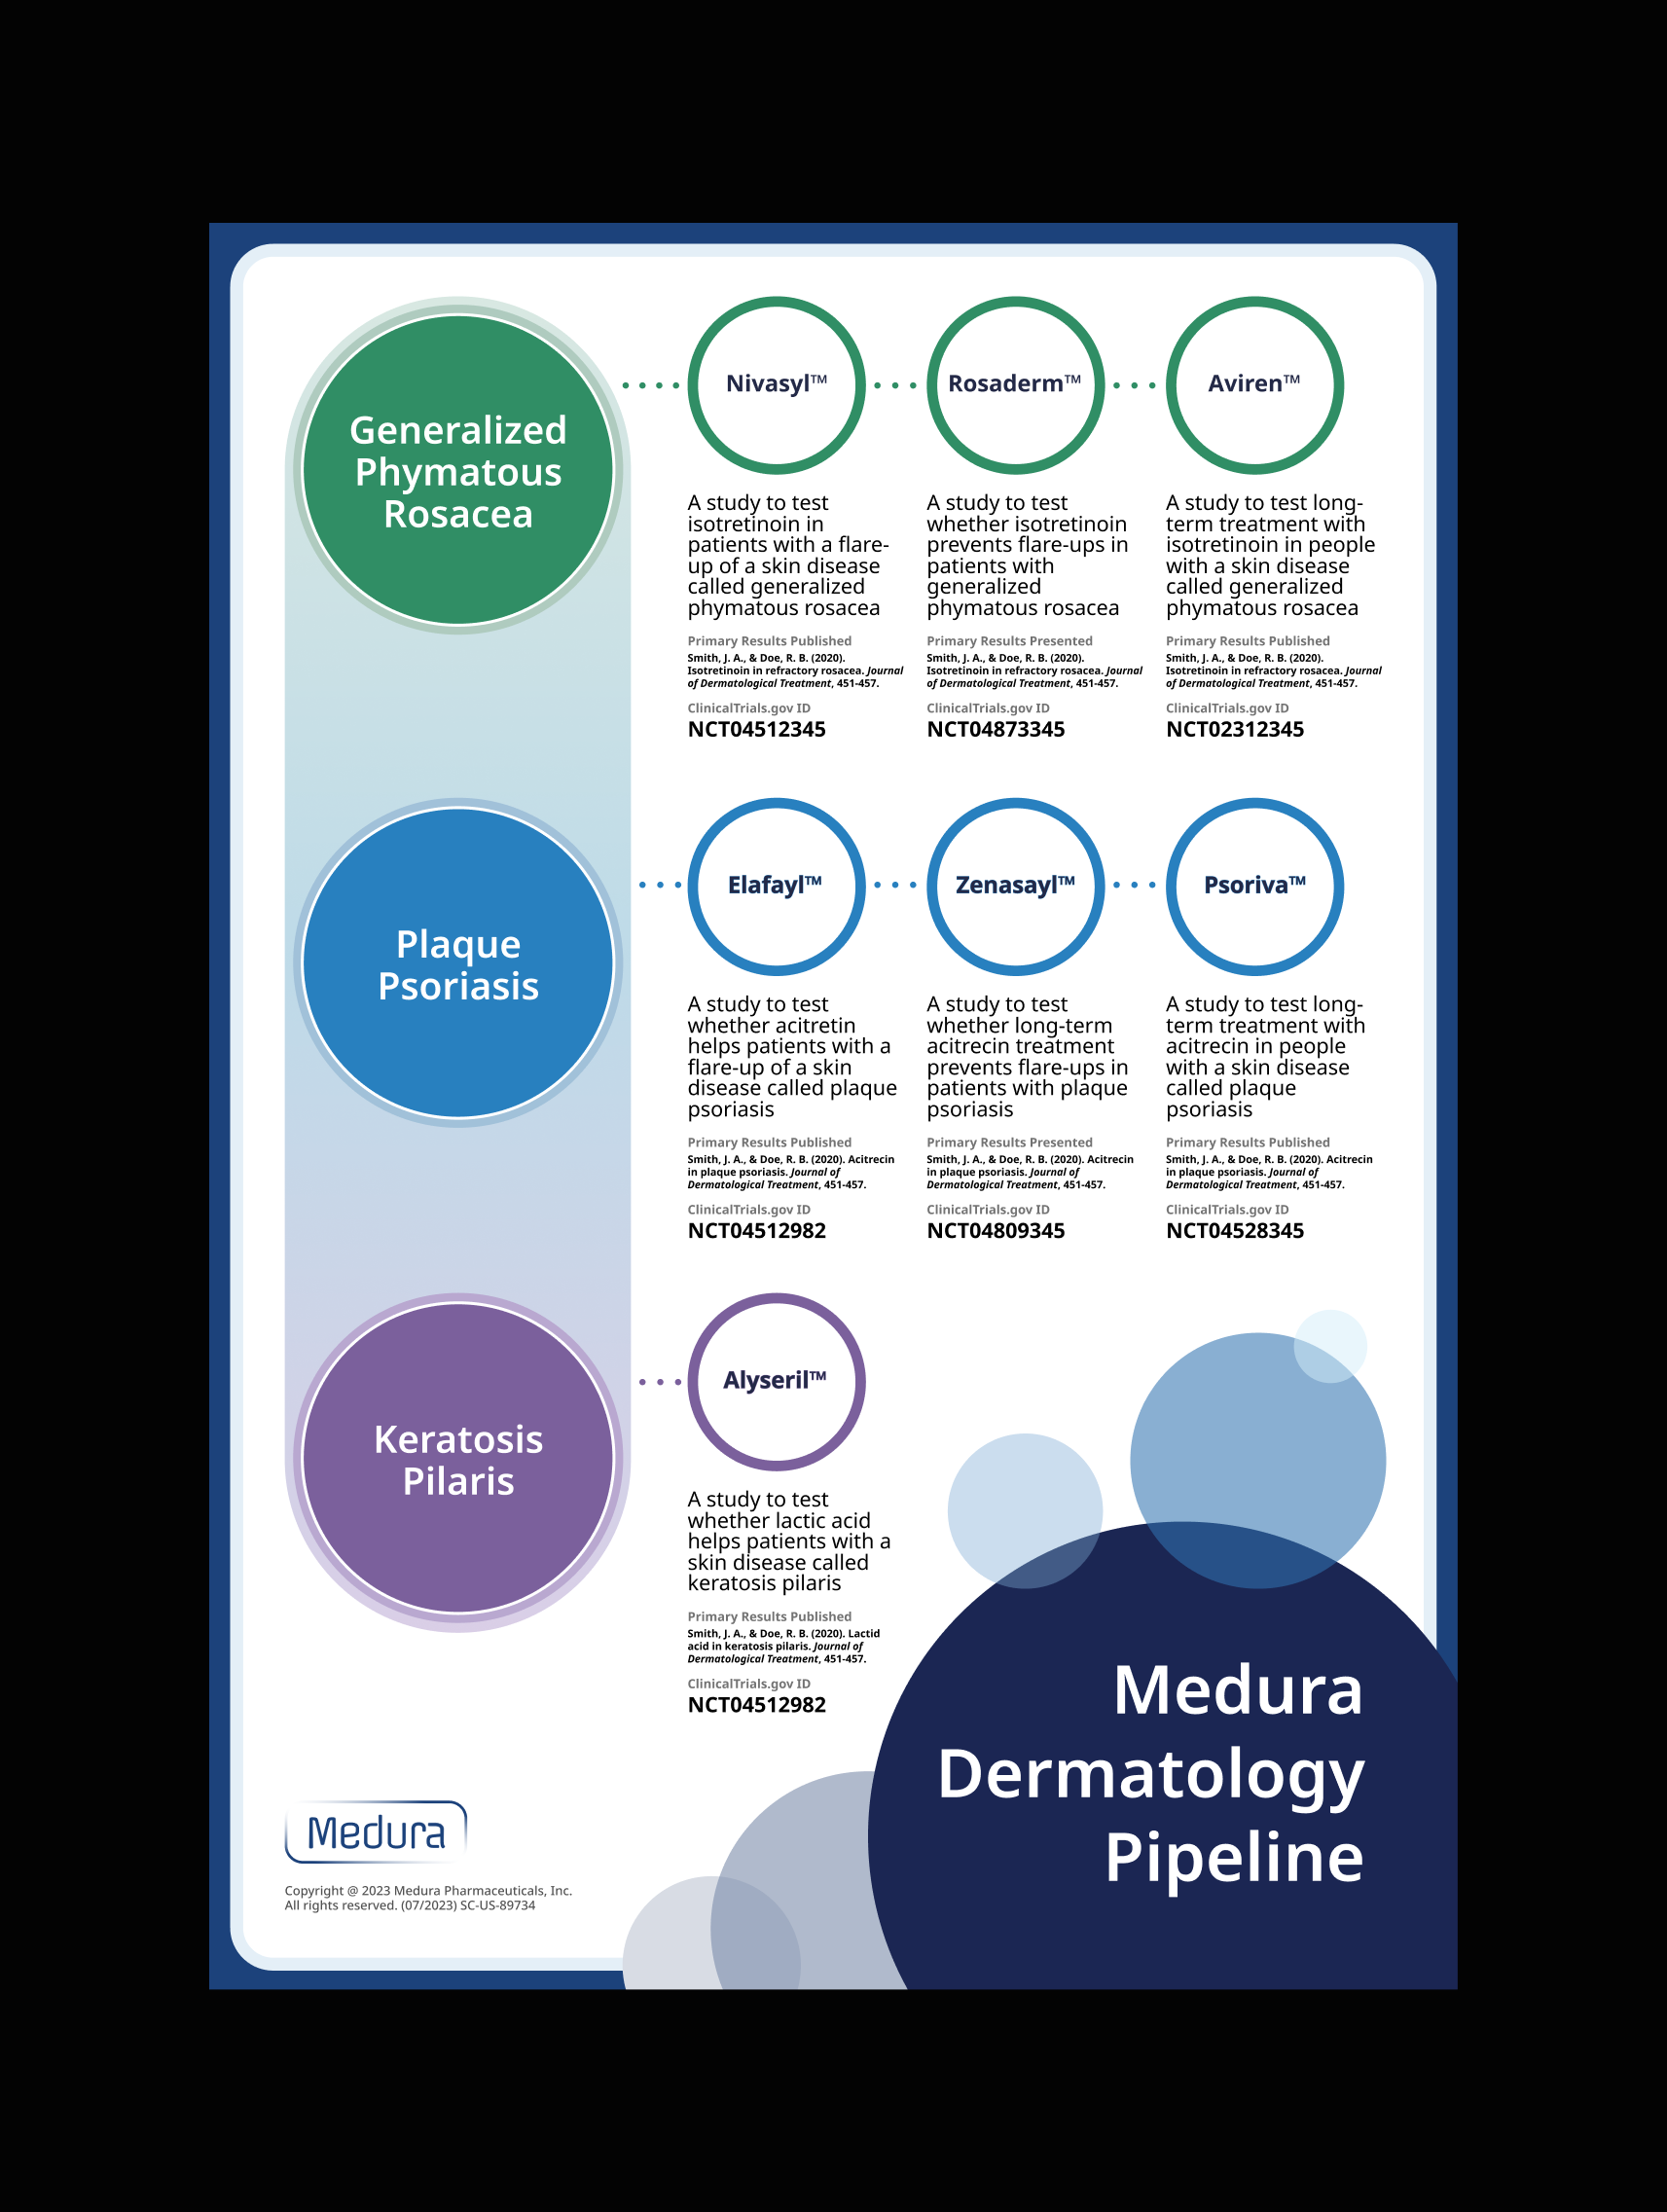 Generalized
Phymatous
Rosacea
Nivasyl™
A study to test
isotretinoin in
patients with a flare-
up of a skin disease
called generalized
phymatous rosacea
Primary Results Published
Smith, J. A., & Doe, R. B. (2020).
Isotretinoin in refractory rosacea. Journal
of Dermatological Treatment, 451-457.
ClinicalTrials.gov ID
NCT04512345
Rosaderm™
A study to test
whether isotretinoin
prevents flare-ups in
patients with
generalized
phymatous rosacea
Primary Results Presented
Smith, J. A., & Doe, R. B. (2020).
Isotretinoin in refractory rosacea. Journal
of Dermatological Treatment, 451-457.
ClinicalTrials.gov ID
NCT04873345
Aviren™
A study to test long-
term treatment with
isotretinoin in people
with a skin disease
called generalized
phymatous rosacea
Primary Results Published
Smith, J. A., & Doe, R. B. (2020).
Isotretinoin in refractory rosacea. Journal
of Dermatological Treatment, 451-457.
ClinicalTrials.gov ID
NCT02312345
Plaque
Psoriasis
Elafayl™
A study to test
whether acitretin
helps patients with a
flare-up of a skin
disease called plaque
psoriasis
Primary Results Published
Smith, J. A., & Doe, R. B. (2020). Acitrecin
in plaque psoriasis. Journal of
Dermatological Treatment, 451-457.
ClinicalTrials.gov ID
NCT04512982
Zenasayl™
A study to test
whether long-term
acitrecin treatment
prevents flare-ups in
patients with plaque
psoriasis
Primary Results Presented
Smith, J. A., & Doe, R. B. (2020). Acitrecin
in plaque psoriasis. Journal of
Dermatological Treatment, 451-457.
ClinicalTrials.gov ID
NCT04809345
Psoriva™
A study to test long-
term treatment with
acitrecin in people
with a skin disease
called plaque
psoriasis
Primary Results Published
Smith, J. A., & Doe, R. B. (2020). Acitrecin
in plaque psoriasis. Journal of
Dermatological Treatment, 451-457.
ClinicalTrials.gov ID
NCT04528345
Keratosis
Pilaris
Alyseril™
A study to test
whether lactic acid
helps patients with a
skin disease called
keratosis pilaris
Primary Results Published
Smith, J. A., & Doe, R. B. (2020). Lactid
acid in keratosis pilaris. Journal of
Dermatological Treatment, 451-457.
ClinicalTrials.gov ID
NCT04512982
Medura
Dermatology
Pipeline
Medura
Copyright @ 2023 Medura Pharmaceuticals, Inc.
All rights reserved. (07/2023) SC-US-89734